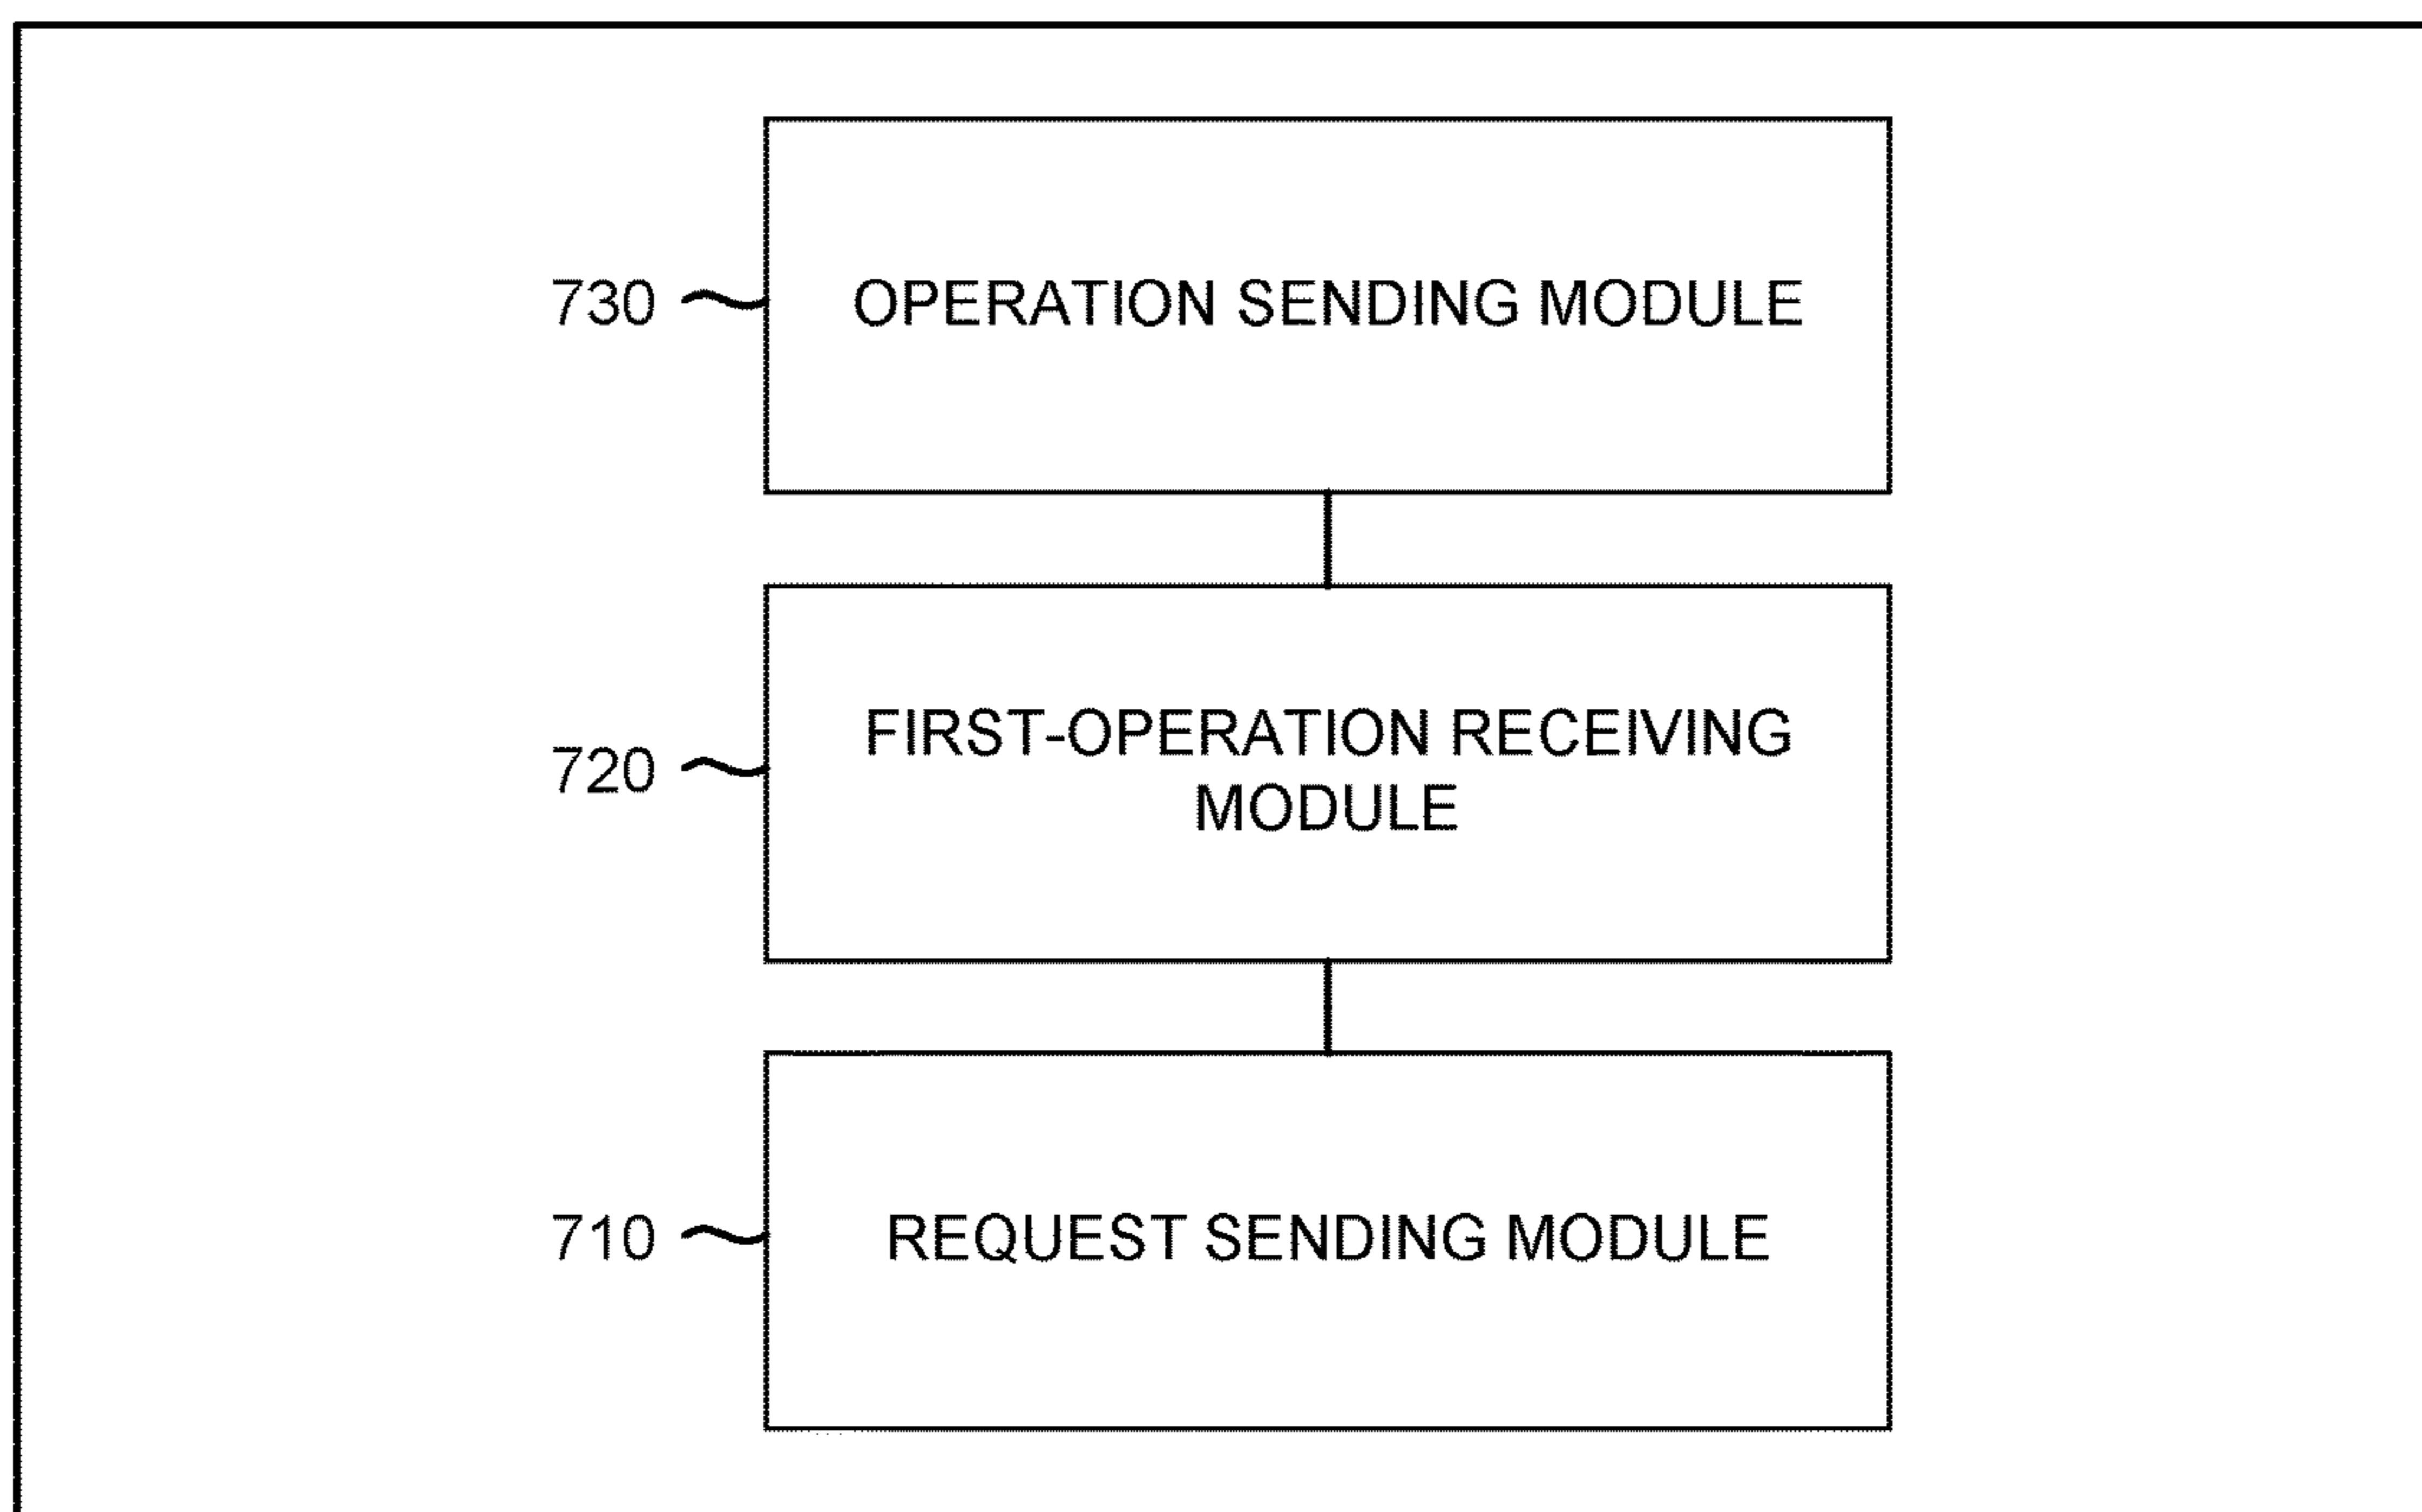 730
OPERATION SENDING MODULE
720
FIRST-OPERATION RECEIVING
MODULE
710
REQUEST SENDING MODULE